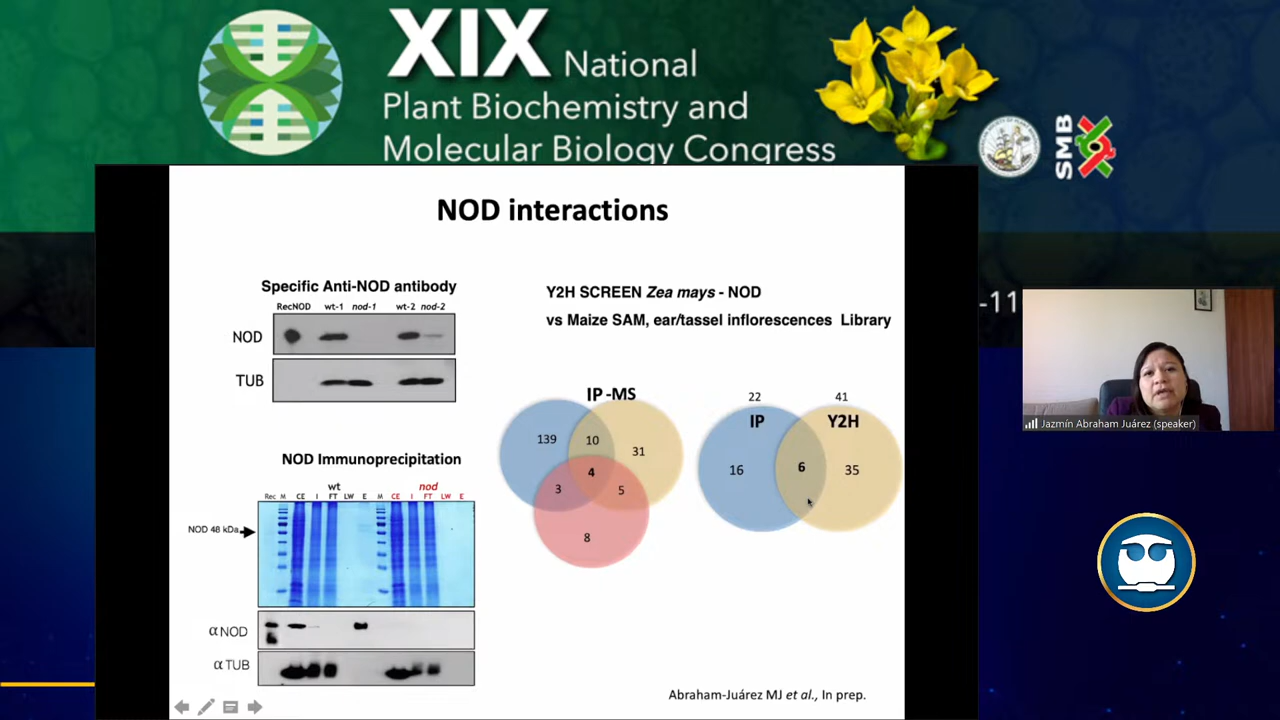 XIX National
Plant Biochemistry and
Molecular Biology Congress
SMB
-11
NOD interactions
Specific Anti-NOD antibody
RecNOD wt-1 nod-1 wt-2 nod-2
NOD
TUB
Y2H SCREEN Zea mays - NOD
vs Maize SAM, ear/tassel inflorescences Library
IP -MS
139
10
31
4
3
5
8
22
41
IP
Y2H
16
6
35
NOD Immunoprecipitation
wt
nod
Rec M CE I FT LW E M CE I FT LW E
NOD 48 kDa
α NOD
α TUB
Abraham-Juárez MJ et al., In prep.
Jazmín Abraham Juárez (speaker)